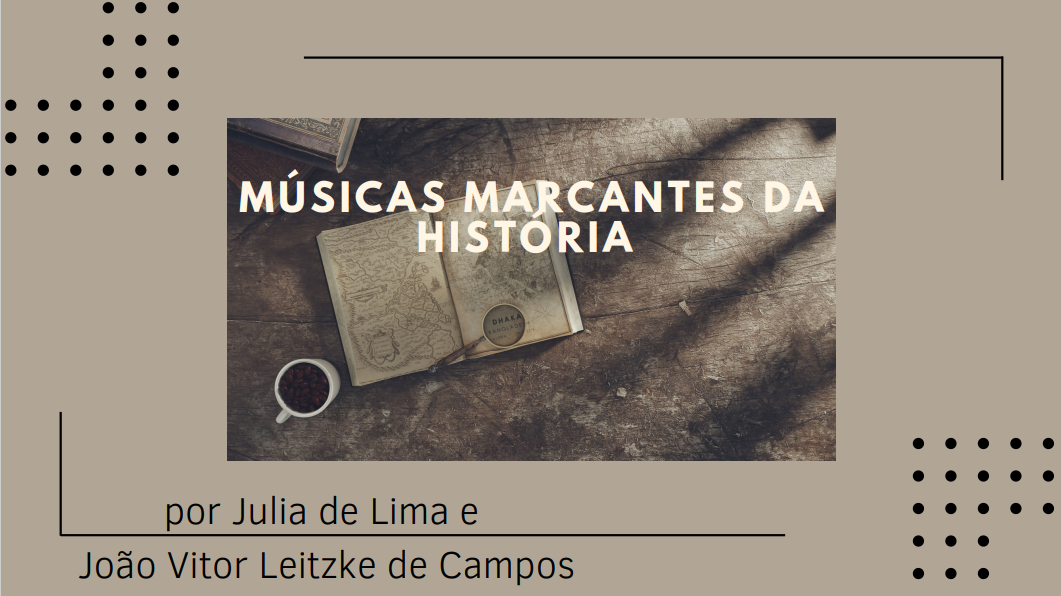 MÚSICAS MARCANTES DA
HISTÓRIA
DHAKA
por Julia de Lima e
João Vitor Leitzke de Campos